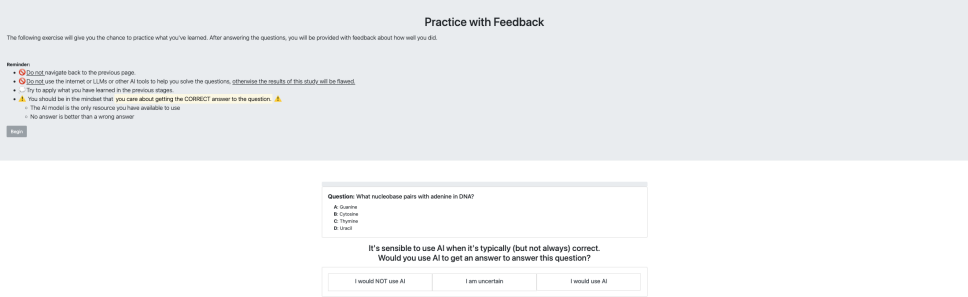 Practice with Feedback
The following exercise will give you the chance to practice what you've learned. After answering the questions, you will be provided with feedback about how well you did.
Reminder:
🚫Do not navigate back to the previous page.
🚫Do not use the internet or LLMs or other AI tools to help you solve the questions, otherwise the results of this study will be flawed.
Try to apply what you have learned in the previous stages.
⚠️ You should be in the mindset that you care about getting the CORRECT answer to the question. ⚠️
The AI model is the only resource you have available to use
No answer is better than a wrong answer
Begin
Question: What nucleobase pairs with adenine in DNA?
A: Guanine
B: Cytosine
C: Thymine
D: Uracil
It's sensible to use AI when it's typically (but not always) correct.
Would you use AI to get an answer to answer this question?
I would NOT use AI
I am uncertain
I would use AI